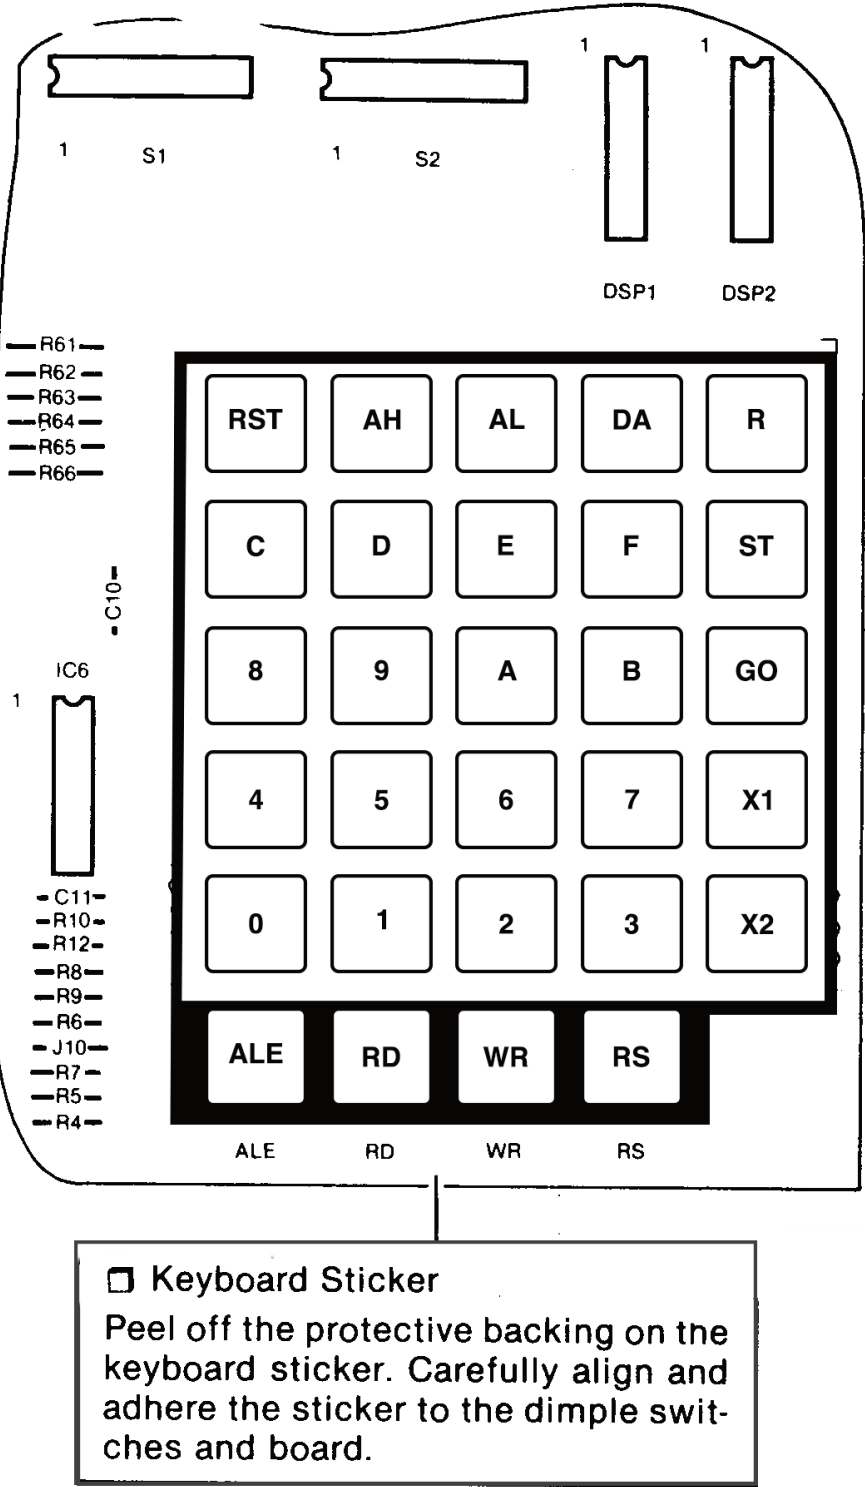 1 1
1 S1 1 S2
DSP1 DSP2
R61
R62
R63
R64
R65
R66
C10
IC6
1
C11
R10
R12
R8
R9
R6
J10
R7
R5
R4
RST AH AL DA R
C D E F ST
8 9 A B GO
4 5 6 7 X1
0 1 2 3 X2
ALE RD WR RS
ALE RD WR RS
Keyboard Sticker
Peel off the protective backing on the
keyboard sticker. Carefully align and
adhere the sticker to the dimple swit-
ches and board.